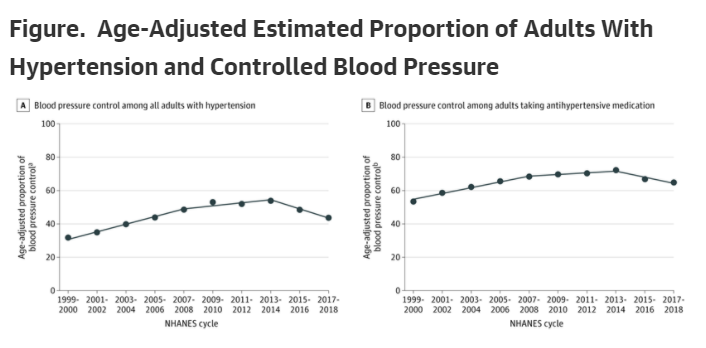 Figure. Age-Adjusted Estimated Proportion of Adults With
Hypertension and Controlled Blood Pressure
A Blood pressure control among all adults with hypertension
Age-adjusted proportion of
blood pressure controlᵃ
100
80
60
40
20
0
1999-2000 2001-2002 2003-2004 2005-2006 2007-2008 2009-2010 2011-2012 2013-2014 2015-2016 2017-2018
NHANES cycle
B Blood pressure control among adults taking antihypertensive medication
Age-adjusted proportion of
blood pressure controlᵇ
100
80
60
40
20
0
1999-2000 2001-2002 2003-2004 2005-2006 2007-2008 2009-2010 2011-2012 2013-2014 2015-2016 2017-2018
NHANES cycle